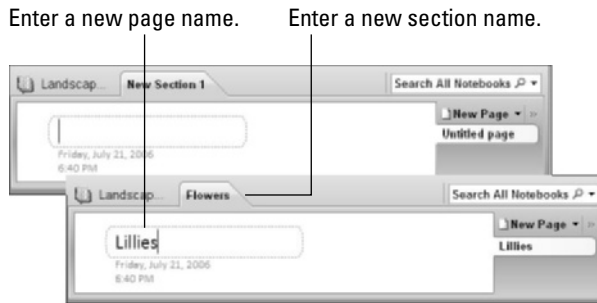 Enter a new page name. Enter a new section name.
Landscap... New Section 1 Search All Notebooks
New Page
Untitled page
Friday, July 21, 2006
6:40 PM
Landscap... Flowers Search All Notebooks
New Page
Lillies
Lillies
Friday, July 21, 2006
6:40 PM